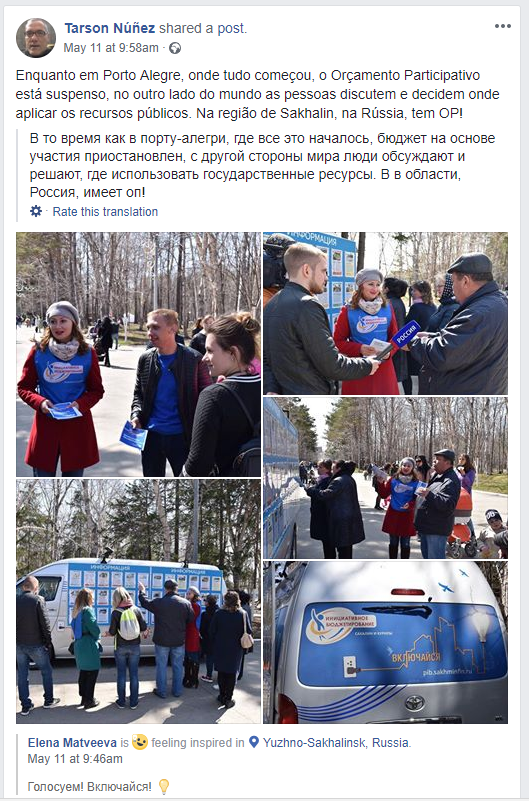 Tarson Núñez shared a post.
May 11 at 9:58am
Enquanto em Porto Alegre, onde tudo começou, o Orçamento Participativo
está suspenso, no outro lado do mundo as pessoas discutem e decidem onde
aplicar os recursos públicos. Na região de Sakhalin, na Rússia, tem OP!
В то время как в порту-алегри, где все это началось, бюджет на основе
участия приостановлен, с другой стороны мира люди обсуждают и
решают, где использовать государственные ресурсы. В в области,
Россия, имеет оп!
Rate this translation
ИНФОРМАЦИЯ
РОССИЯ
ИНФОРМАЦИЯ ИНФОРМАЦИЯ
ИНИЦИАТИВНОЕ
БЮДЖЕТИРОВАНИЕ
САХАЛИН И КУРИЛЫ
ВКЛЮЧАЙСЯ
pib.sakhminfin.ru
Elena Matveeva is feeling inspired in Yuzhno-Sakhalinsk, Russia.
May 11 at 9:46am
Голосуем! Включайся!